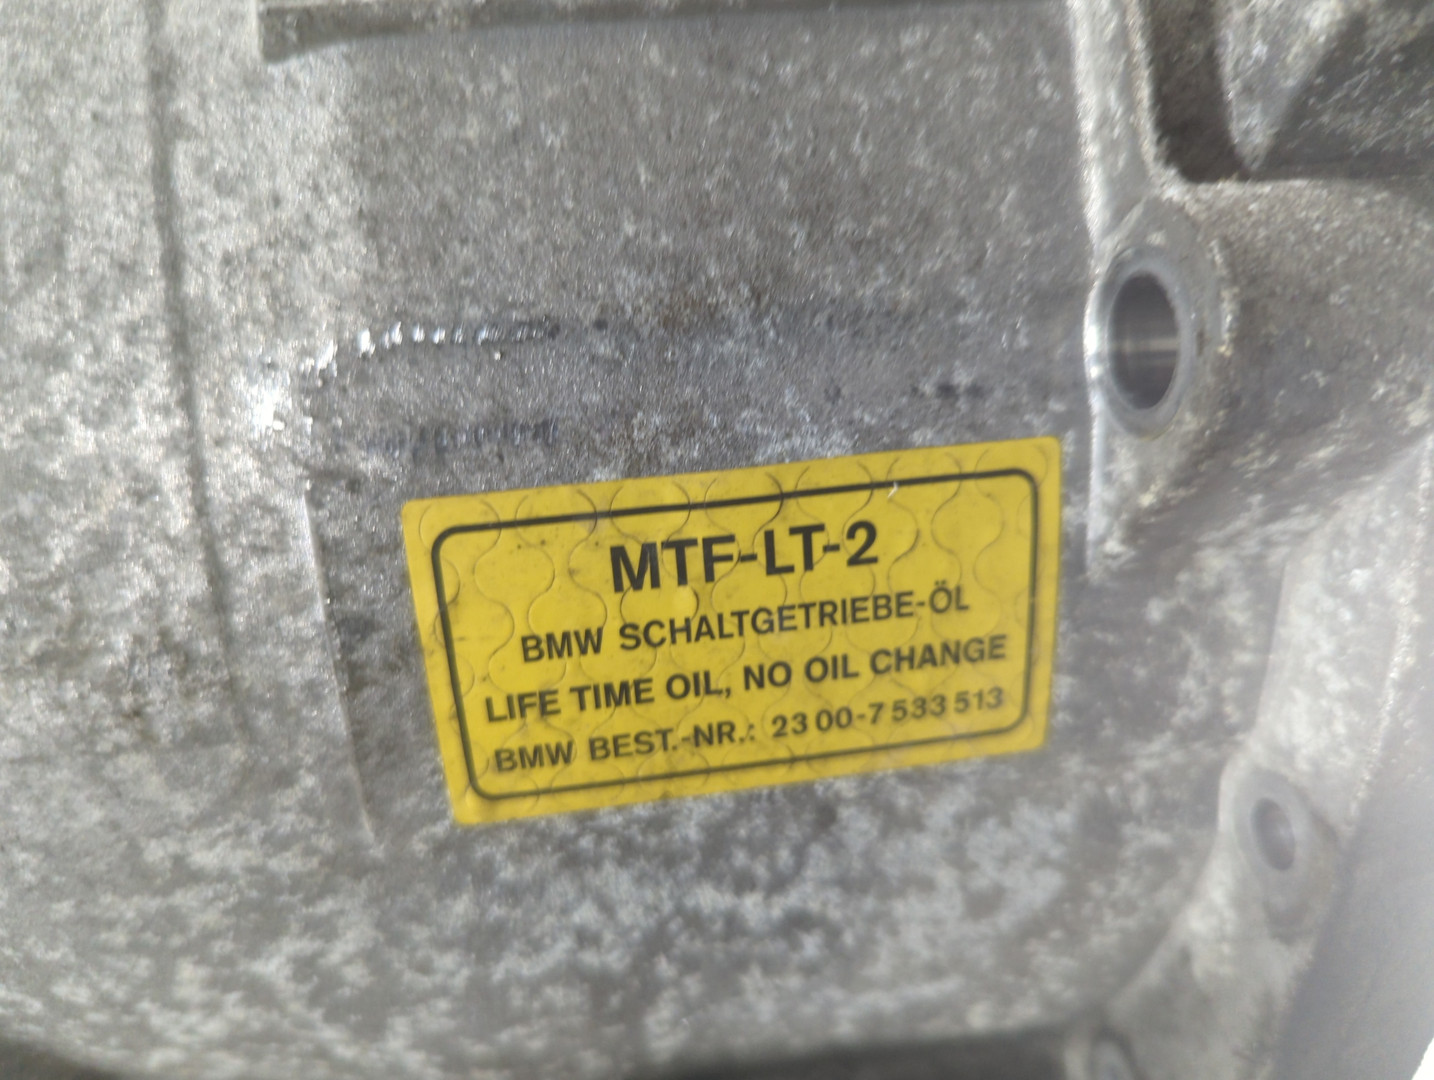 MTF-LT-2
BMW SCHALTGETRIEBE-ÖL
LIFE TIME OIL, NO OIL CHANGE
BMW BEST.-NR.: 23 00-7 533 513